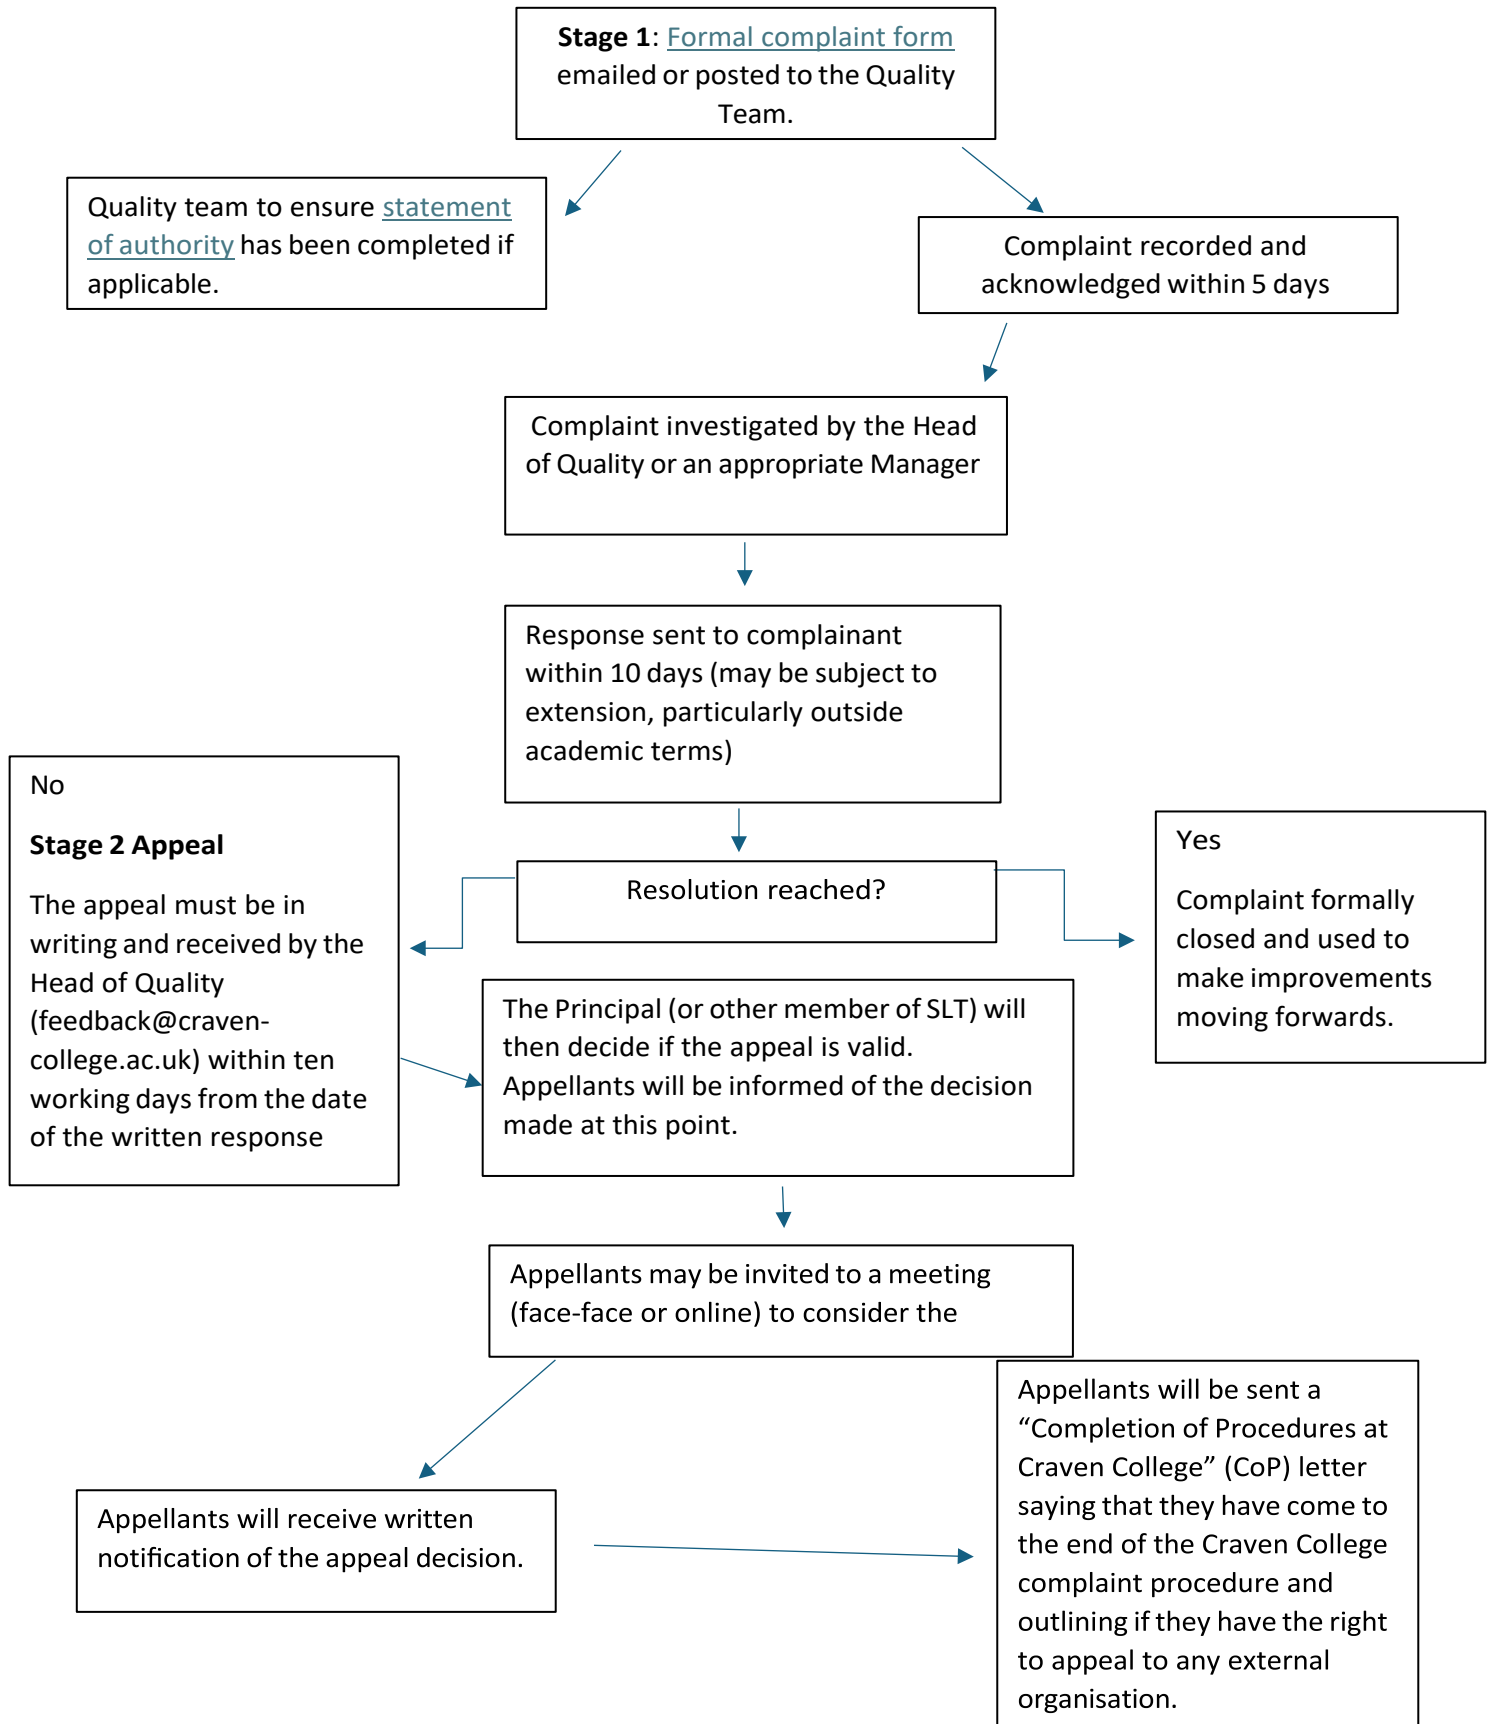 Stage 1: Formal complaint form
emailed or posted to the Quality
Team.
Quality team to ensure statement
of authority has been completed if
applicable.
Complaint recorded and
acknowledged within 5 days
Complaint investigated by the Head
of Quality or an appropriate Manager
Response sent to complainant
within 10 days (may be subject to
extension, particularly outside
academic terms)
Resolution reached?
No
Stage 2 Appeal
The appeal must be in
writing and received by the
Head of Quality
(feedback@craven-
college.ac.uk) within ten
working days from the date
of the written response
Yes
Complaint formally
closed and used to
make improvements
moving forwards.
The Principal (or other member of SLT) will
then decide if the appeal is valid.
Appellants will be informed of the decision
made at this point.
Appellants may be invited to a meeting
(face-face or online) to consider the
Appellants will receive written
notification of the appeal decision.
Appellants will be sent a
“Completion of Procedures at
Craven College” (CoP) letter
saying that they have come to
the end of the Craven College
complaint procedure and
outlining if they have the right
to appeal to any external
organisation.